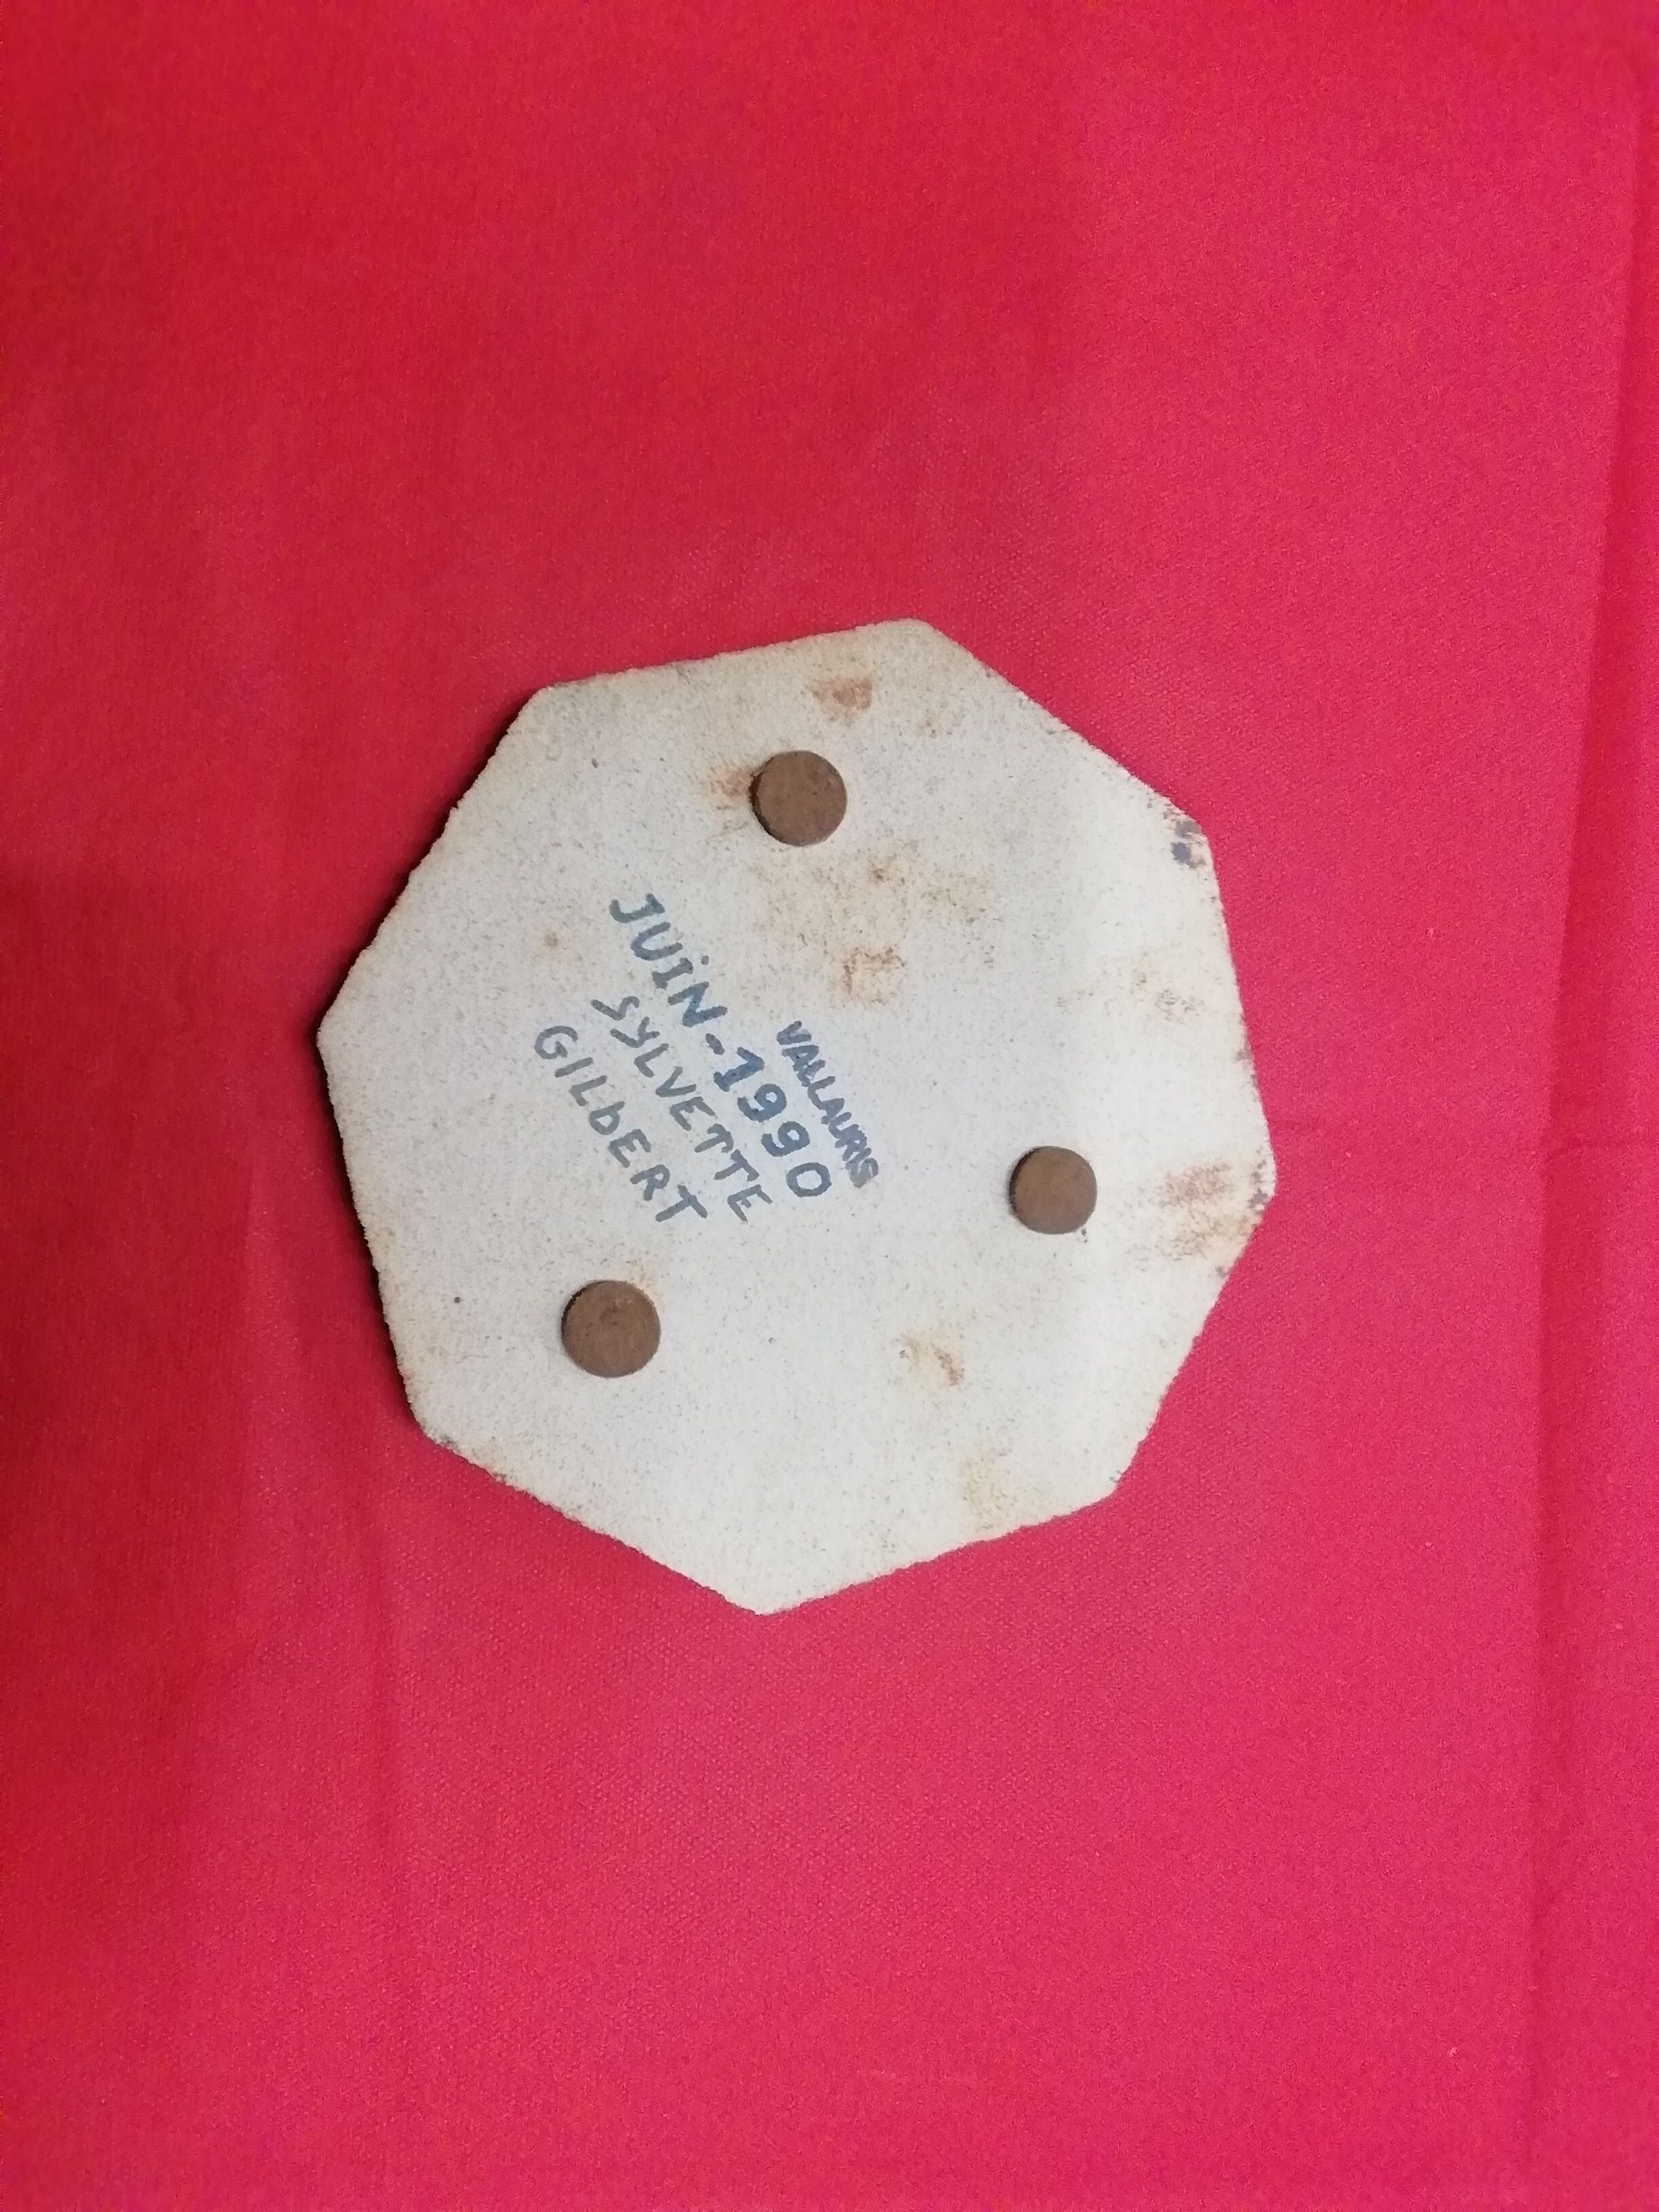 VALLAURIS
JUiN-1990
SYLVETTE
GILbERT